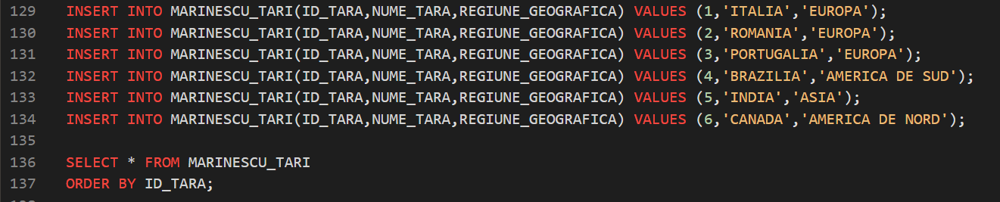 129 INSERT INTO MARINESCU_TARI(ID_TARA,NUME_TARA,REGIUNE_GEOGRAFICA) VALUES (1,'ITALIA','EUROPA');
130 INSERT INTO MARINESCU_TARI(ID_TARA,NUME_TARA,REGIUNE_GEOGRAFICA) VALUES (2,'ROMANIA','EUROPA');
131 INSERT INTO MARINESCU_TARI(ID_TARA,NUME_TARA,REGIUNE_GEOGRAFICA) VALUES (3,'PORTUGALIA','EUROPA');
132 INSERT INTO MARINESCU_TARI(ID_TARA,NUME_TARA,REGIUNE_GEOGRAFICA) VALUES (4,'BRAZILIA','AMERICA DE SUD');
133 INSERT INTO MARINESCU_TARI(ID_TARA,NUME_TARA,REGIUNE_GEOGRAFICA) VALUES (5,'INDIA','ASIA');
134 INSERT INTO MARINESCU_TARI(ID_TARA,NUME_TARA,REGIUNE_GEOGRAFICA) VALUES (6,'CANADA','AMERICA DE NORD');
135
136 SELECT * FROM MARINESCU_TARI
137 ORDER BY ID_TARA;